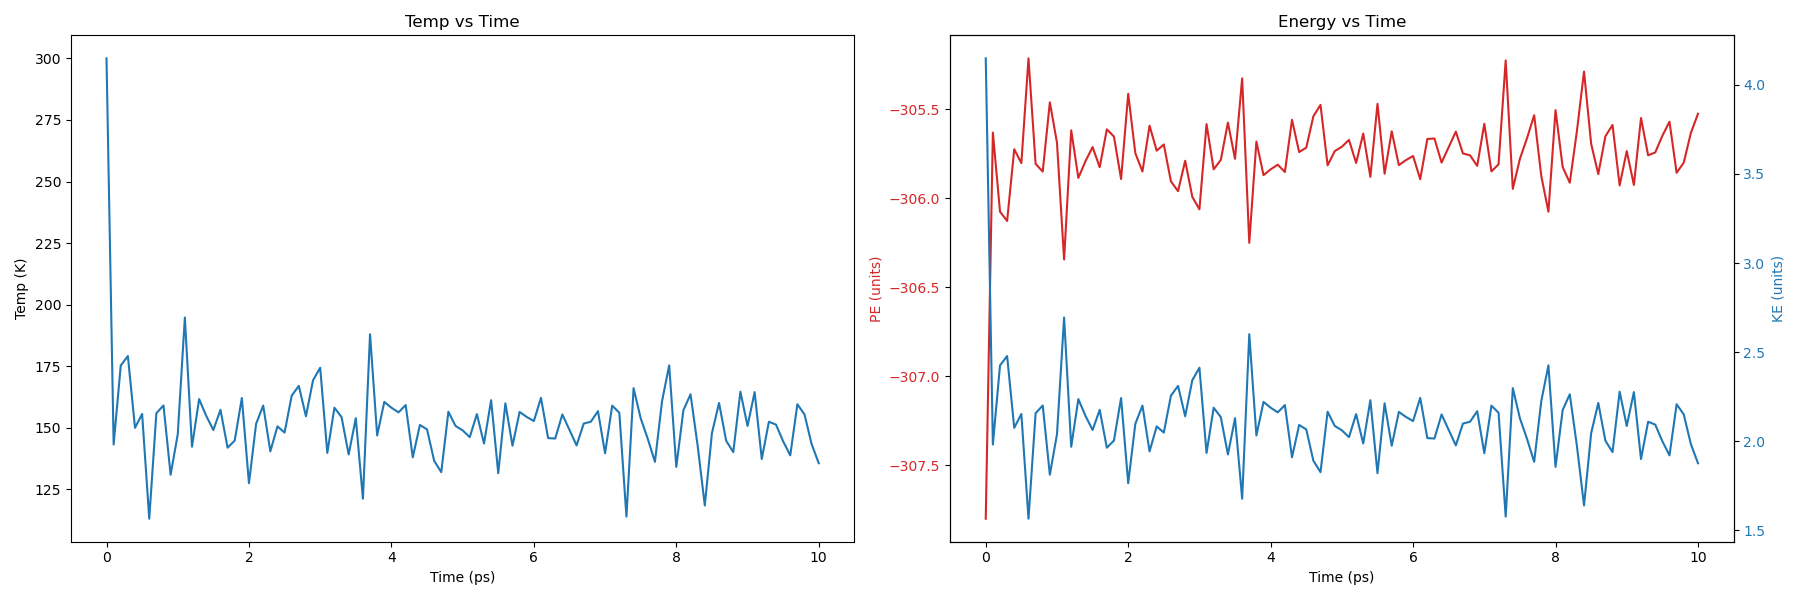 Temp vs Time
300
275
250
225
200
175
150
125
Temp (K)
0 2 4 6 8 10
Time (ps)
Energy vs Time
−305.5
−306.0
−306.5
−307.0
−307.5
PE (units)
4.0
3.5
3.0
2.5
2.0
1.5
KE (units)
0 2 4 6 8 10
Time (ps)